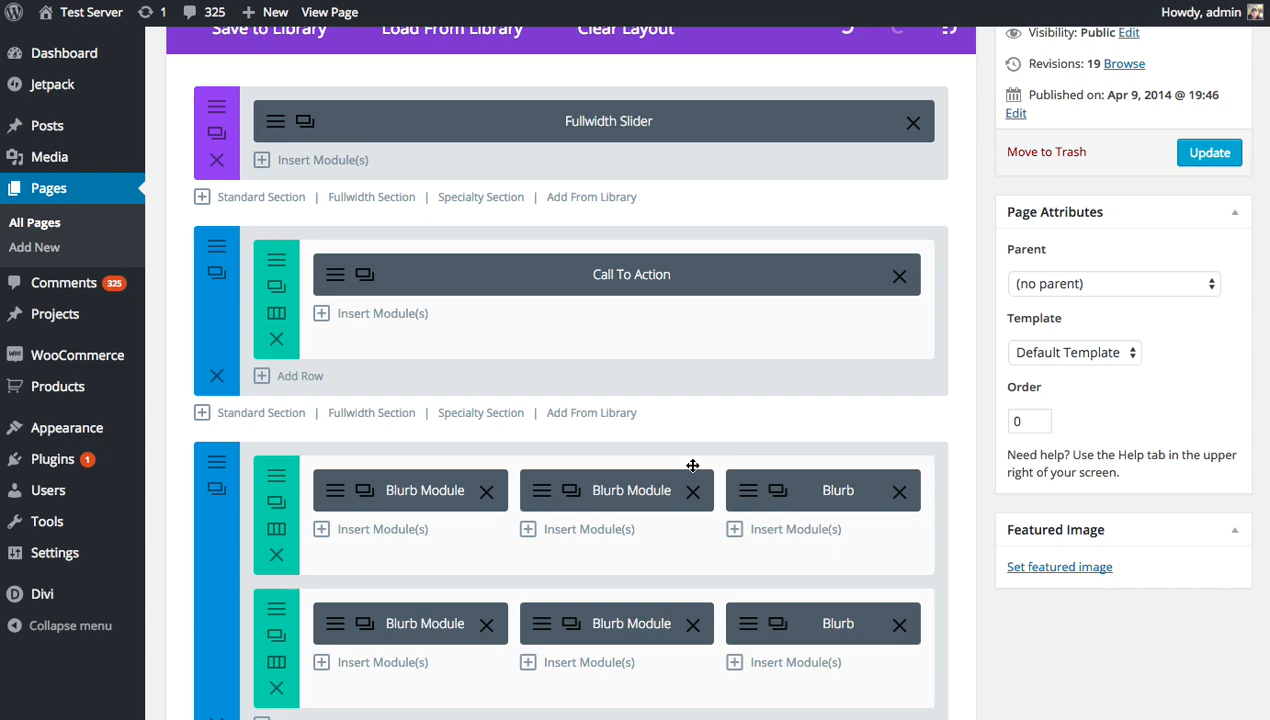 Test Server 1 325 New View Page Howdy, admin
Dashboard
Jetpack
Posts
Media
Pages
All Pages
Add New
Comments 325
Projects
WooCommerce
Products
Appearance
Plugins 1
Users
Tools
Settings
Divi
Collapse menu
Save to Library Load From Library Clear Layout
Fullwidth Slider
Insert Module(s)
Standard Section | Fullwidth Section | Specialty Section | Add From Library
Call To Action
Insert Module(s)
Add Row
Standard Section | Fullwidth Section | Specialty Section | Add From Library
Blurb Module Blurb Module Blurb
Insert Module(s) Insert Module(s) Insert Module(s)
Blurb Module Blurb Module Blurb
Insert Module(s) Insert Module(s) Insert Module(s)
Visibility: Public Edit
Revisions: 19 Browse
Published on: Apr 9, 2014 @ 19:46
Edit
Move to Trash Update
Page Attributes
Parent
(no parent)
Template
Default Template
Order
0
Need help? Use the Help tab in the upper
right of your screen.
Featured Image
Set featured image